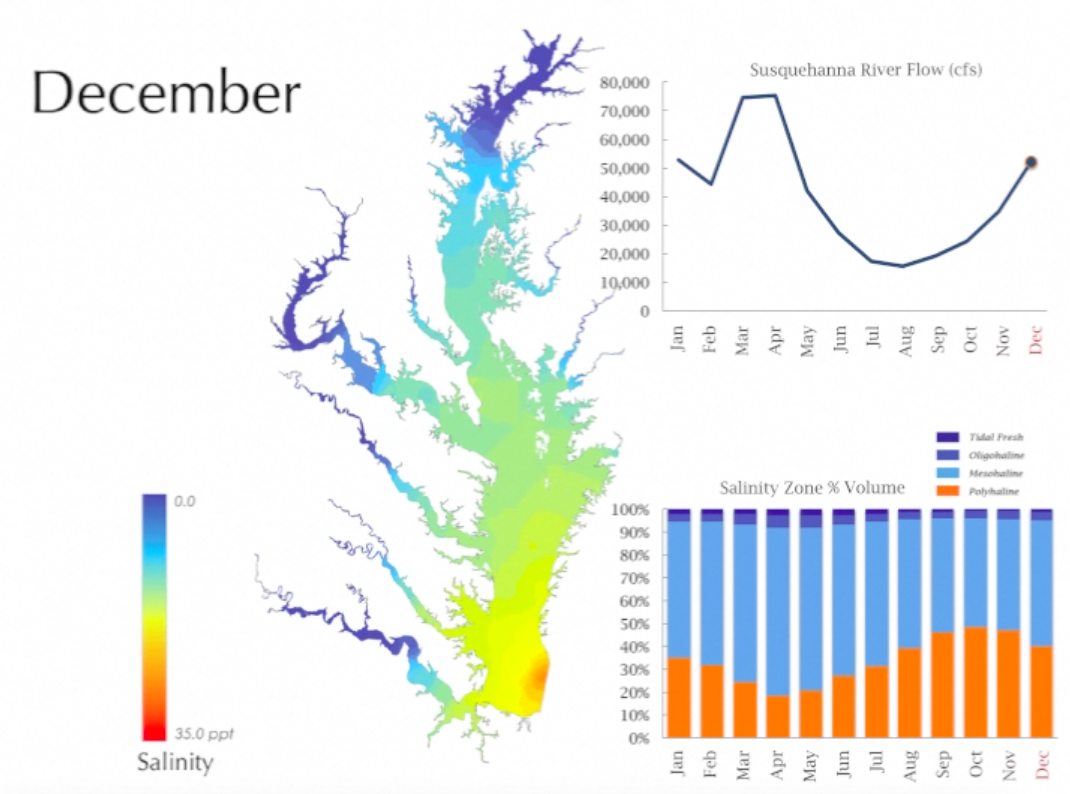 December
Susquehanna River Flow (cfs)
80,000
70,000
60,000
50,000
40,000
30,000
20,000
10,000
0
Jan Feb Mar Apr May Jun Jul Aug Sep Oct Nov Dec
Tidal Fresh
Oligohaline
Mesohaline
Polyhaline
Salinity Zone % Volume
100%
90%
80%
70%
60%
50%
40%
30%
20%
10%
0%
Jan Feb Mar Apr May Jun Jul Aug Sep Oct Nov Dec
0.0
35.0 ppt
Salinity